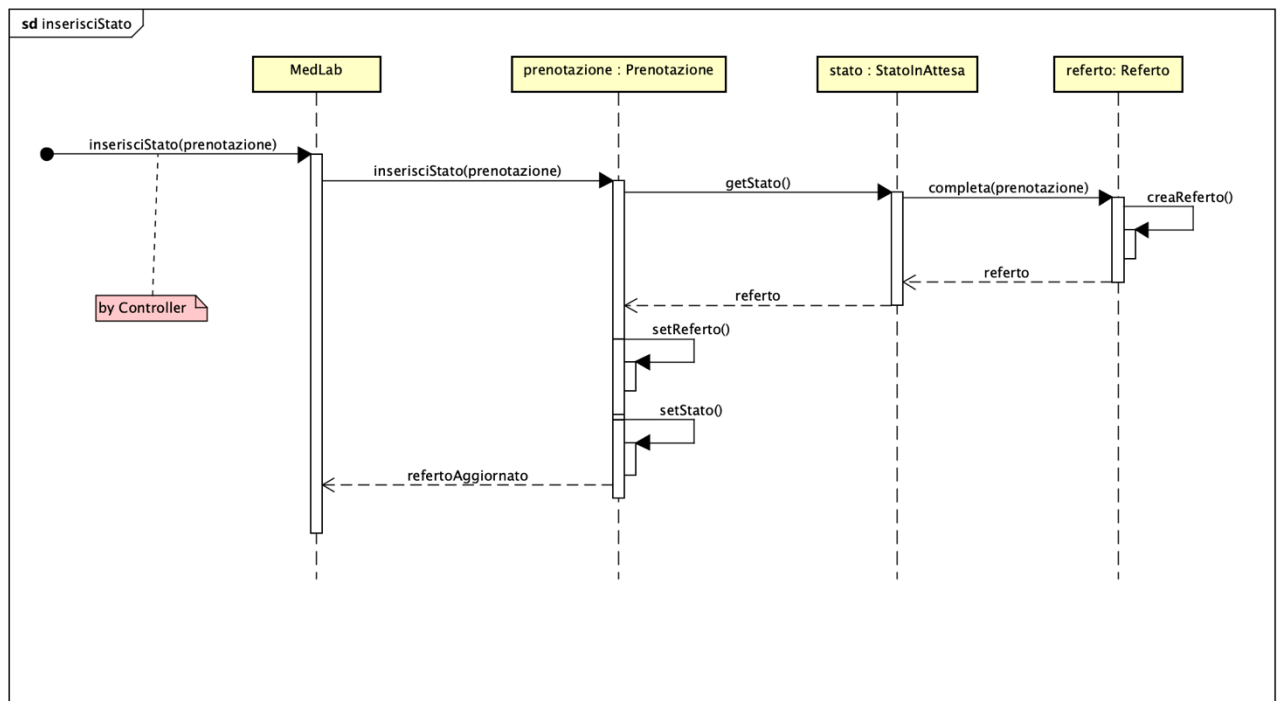 sd inserisciStato
MedLab
prenotazione : Prenotazione
stato : StatoInAttesa
referto: Referto
inserisciStato(prenotazione)
inserisciStato(prenotazione)
getStato()
completa(prenotazione)
creaReferto()
referto
referto
by Controller
setReferto()
setStato()
refertoAggiornato